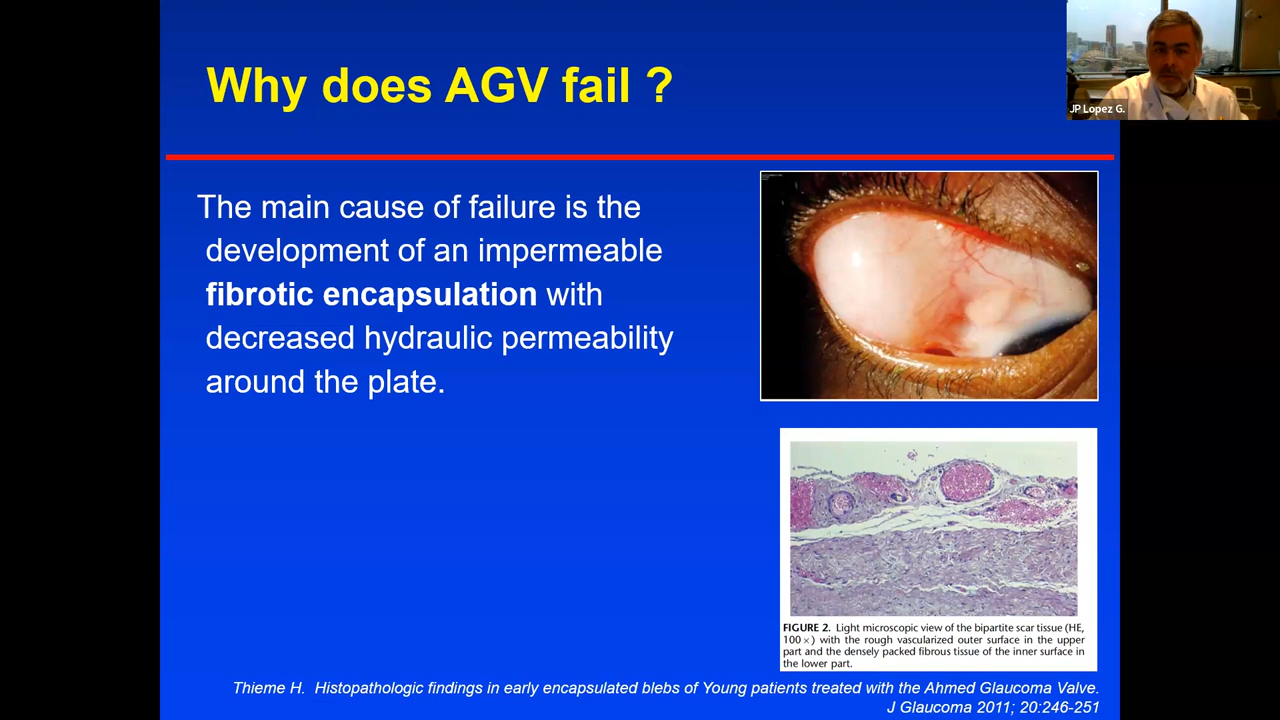 Why does AGV fail ?
JP Lopez G.
The main cause of failure is the
development of an impermeable
fibrotic encapsulation with
decreased hydraulic permeability
around the plate.
FIGURE 2. Light microscopic view of the bipartite scar tissue (HE,
100×) with the rough vascularized outer surface in the upper
part and the densely packed fibrous tissue of the inner surface in
the lower part.
Thieme H. Histopathologic findings in early encapsulated blebs of Young patients treated with the Ahmed Glaucoma Valve.
J Glaucoma 2011; 20:246-251